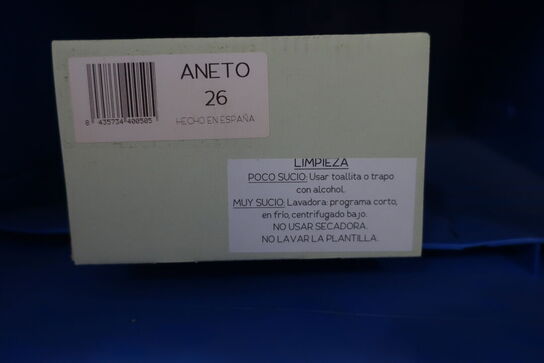 ANETO
26
HECHO EN ESPAÑA
8 435734 400505
LIMPIEZA
POCO SUCIO: Usar toallita o trapo
con alcohol.
MUY SUCIO: Lavadora: programa corto,
en frío, centrifugado bajo.
NO USAR SECADORA.
NO LAVAR LA PLANTILLA.